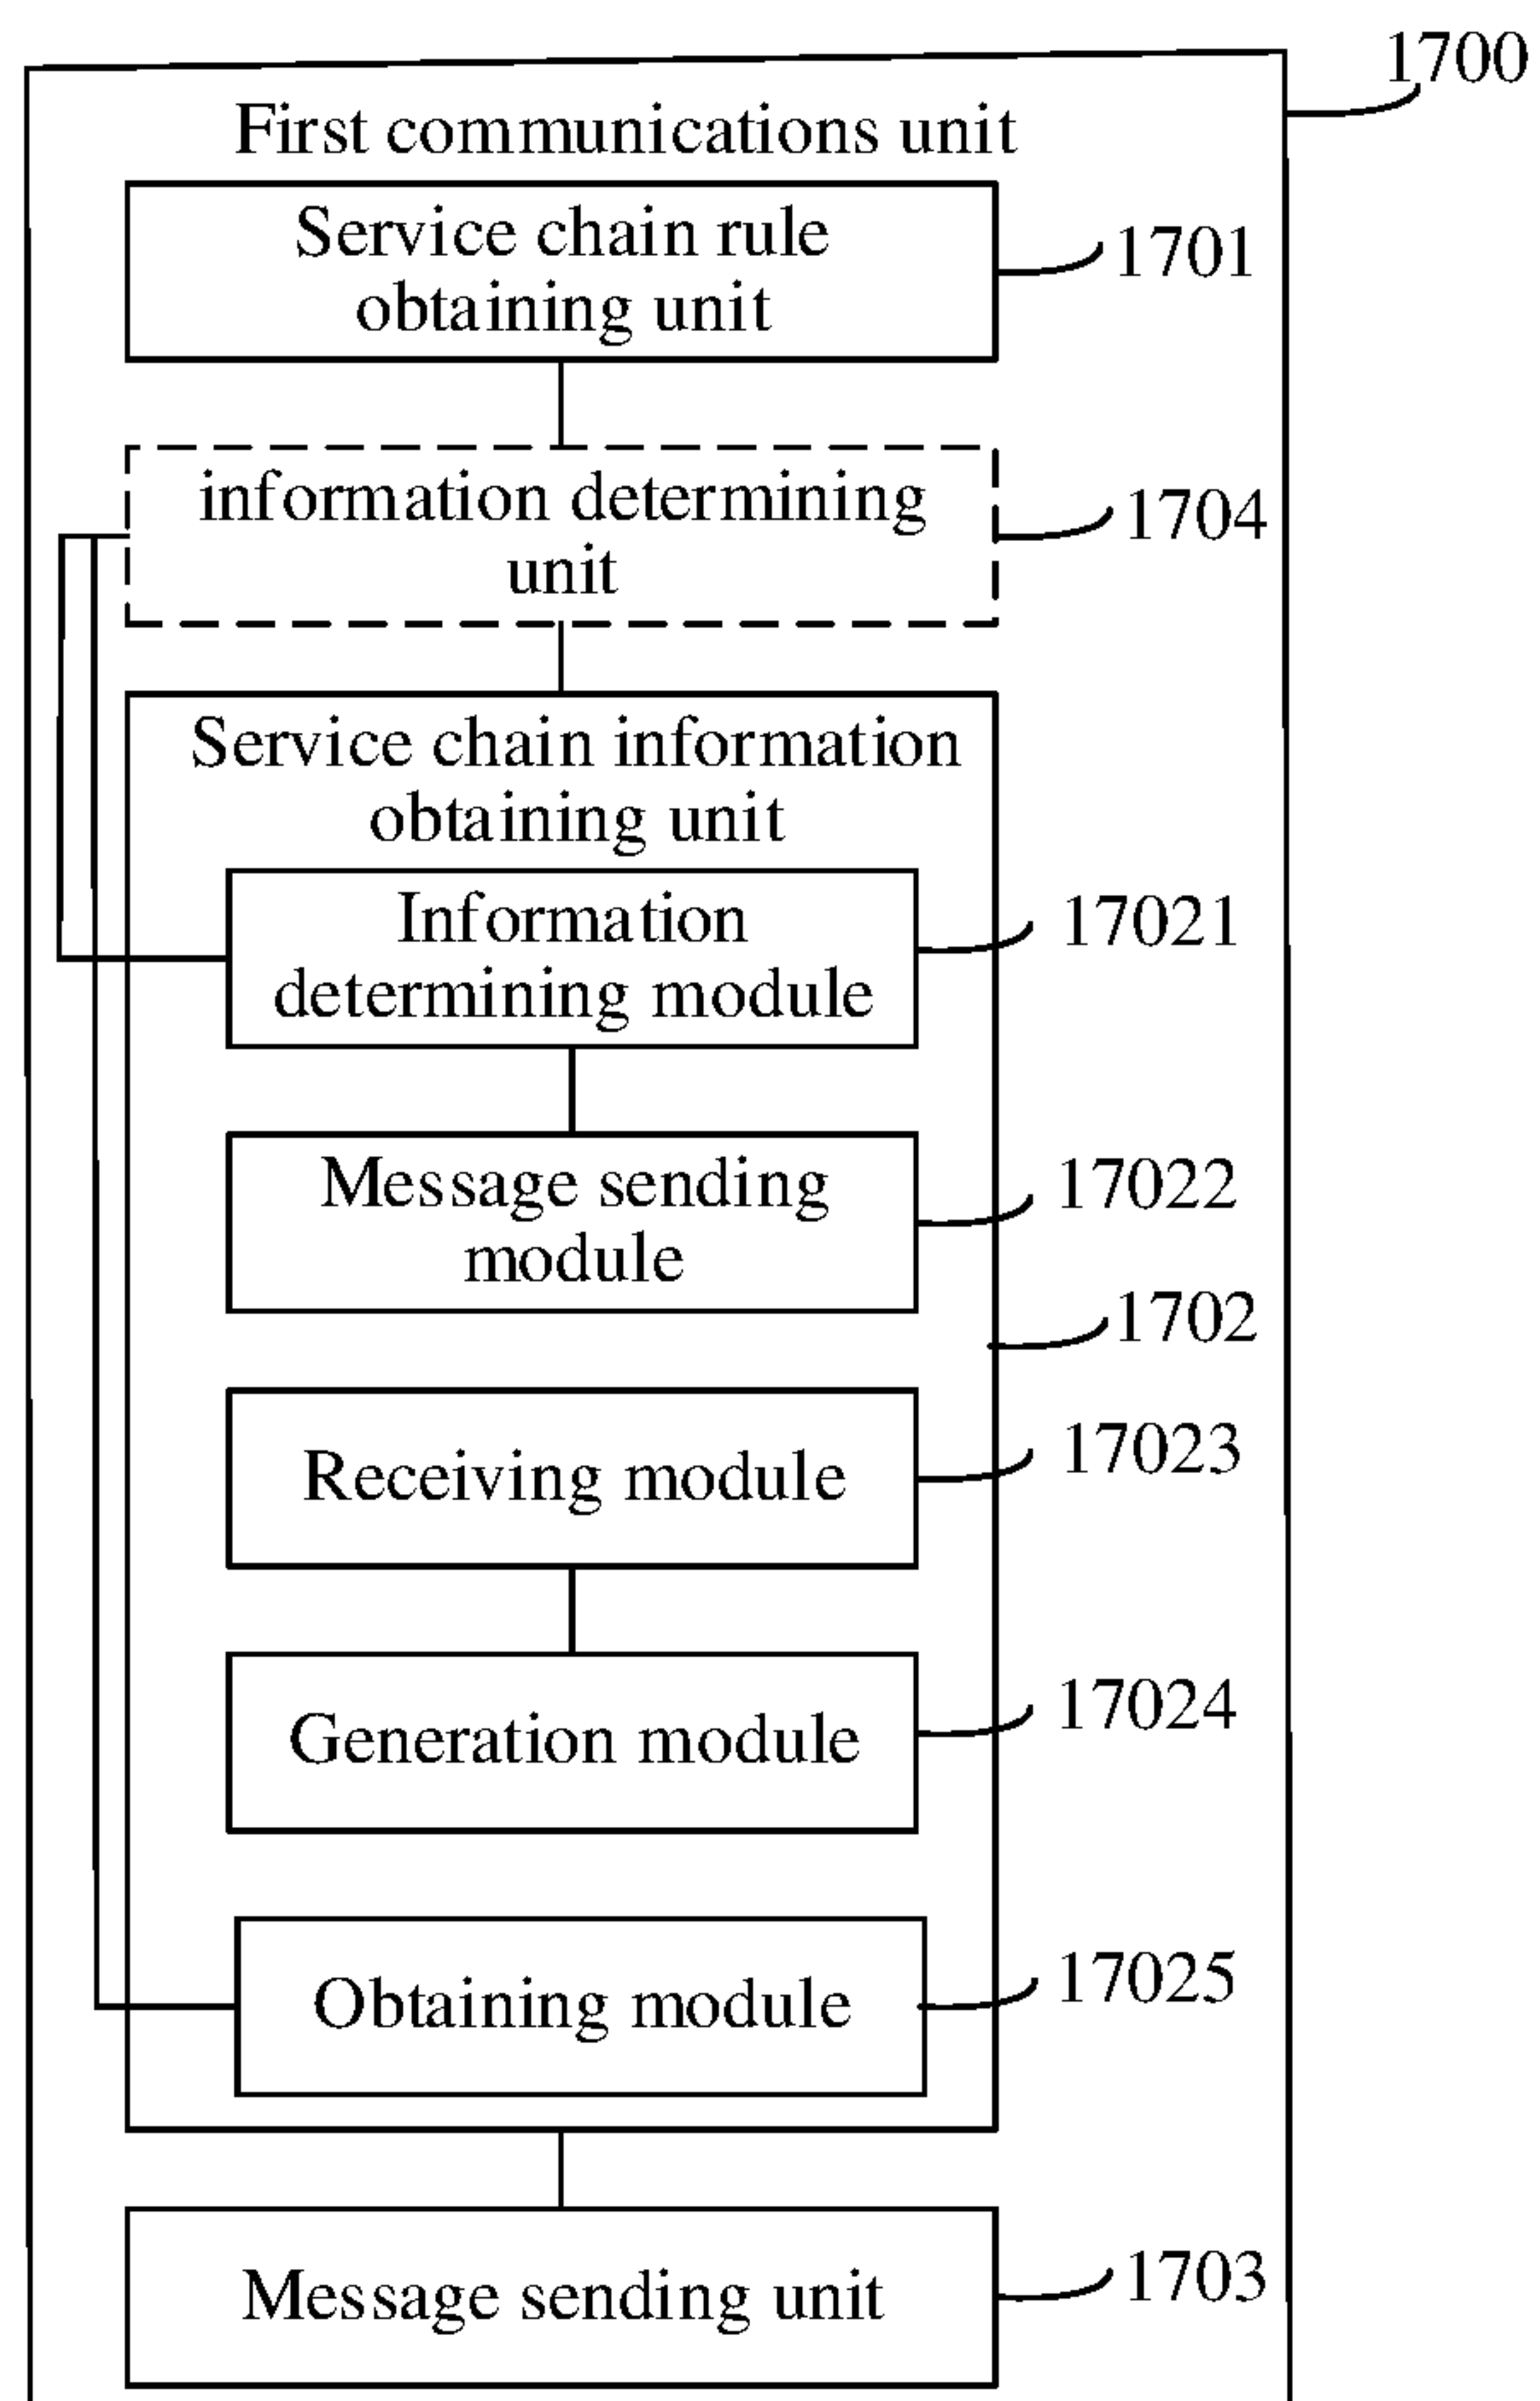 1700
First communications unit
Service chain rule
obtaining unit
1701
information determining
unit
1704
Service chain information
obtaining unit
Information
determining module
17021
Message sending
module
17022
1702
Receiving module
17023
Generation module
17024
Obtaining module
17025
Message sending unit
1703